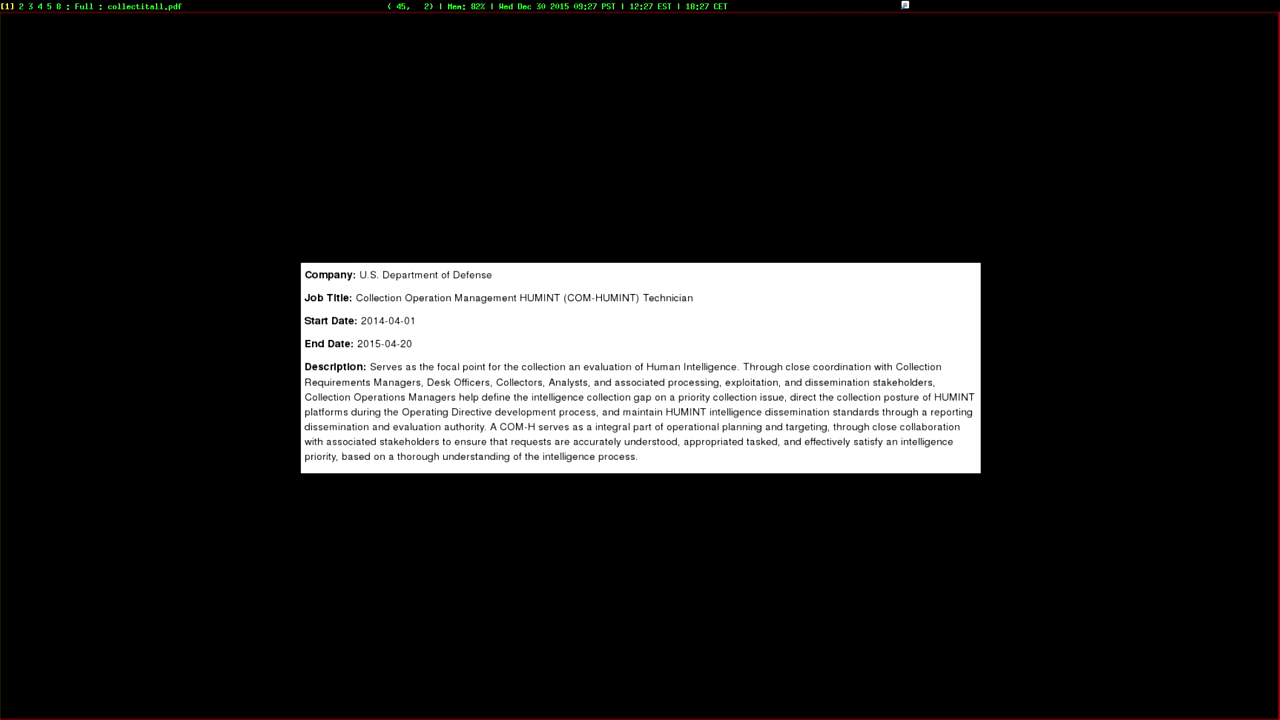 [1] 2 3 4 5 8 : Full : collectitall.pdf ( 45, 2) | Mem: 82% | Wed Dec 30 2015 09:27 PST | 12:27 EST | 18:27 CET
Company: U.S. Department of Defense
Job Title: Collection Operation Management HUMINT (COM-HUMINT) Technician
Start Date: 2014-04-01
End Date: 2015-04-20
Description: Serves as the focal point for the collection an evaluation of Human Intelligence. Through close coordination with Collection
Requirements Managers, Desk Officers, Collectors, Analysts, and associated processing, exploitation, and dissemination stakeholders,
Collection Operations Managers help define the intelligence collection gap on a priority collection issue, direct the collection posture of HUMINT
platforms during the Operating Directive development process, and maintain HUMINT intelligence dissemination standards through a reporting
dissemination and evaluation authority. A COM-H serves as a integral part of operational planning and targeting, through close collaboration
with associated stakeholders to ensure that requests are accurately understood, appropriated tasked, and effectively satisfy an intelligence
priority, based on a thorough understanding of the intelligence process.